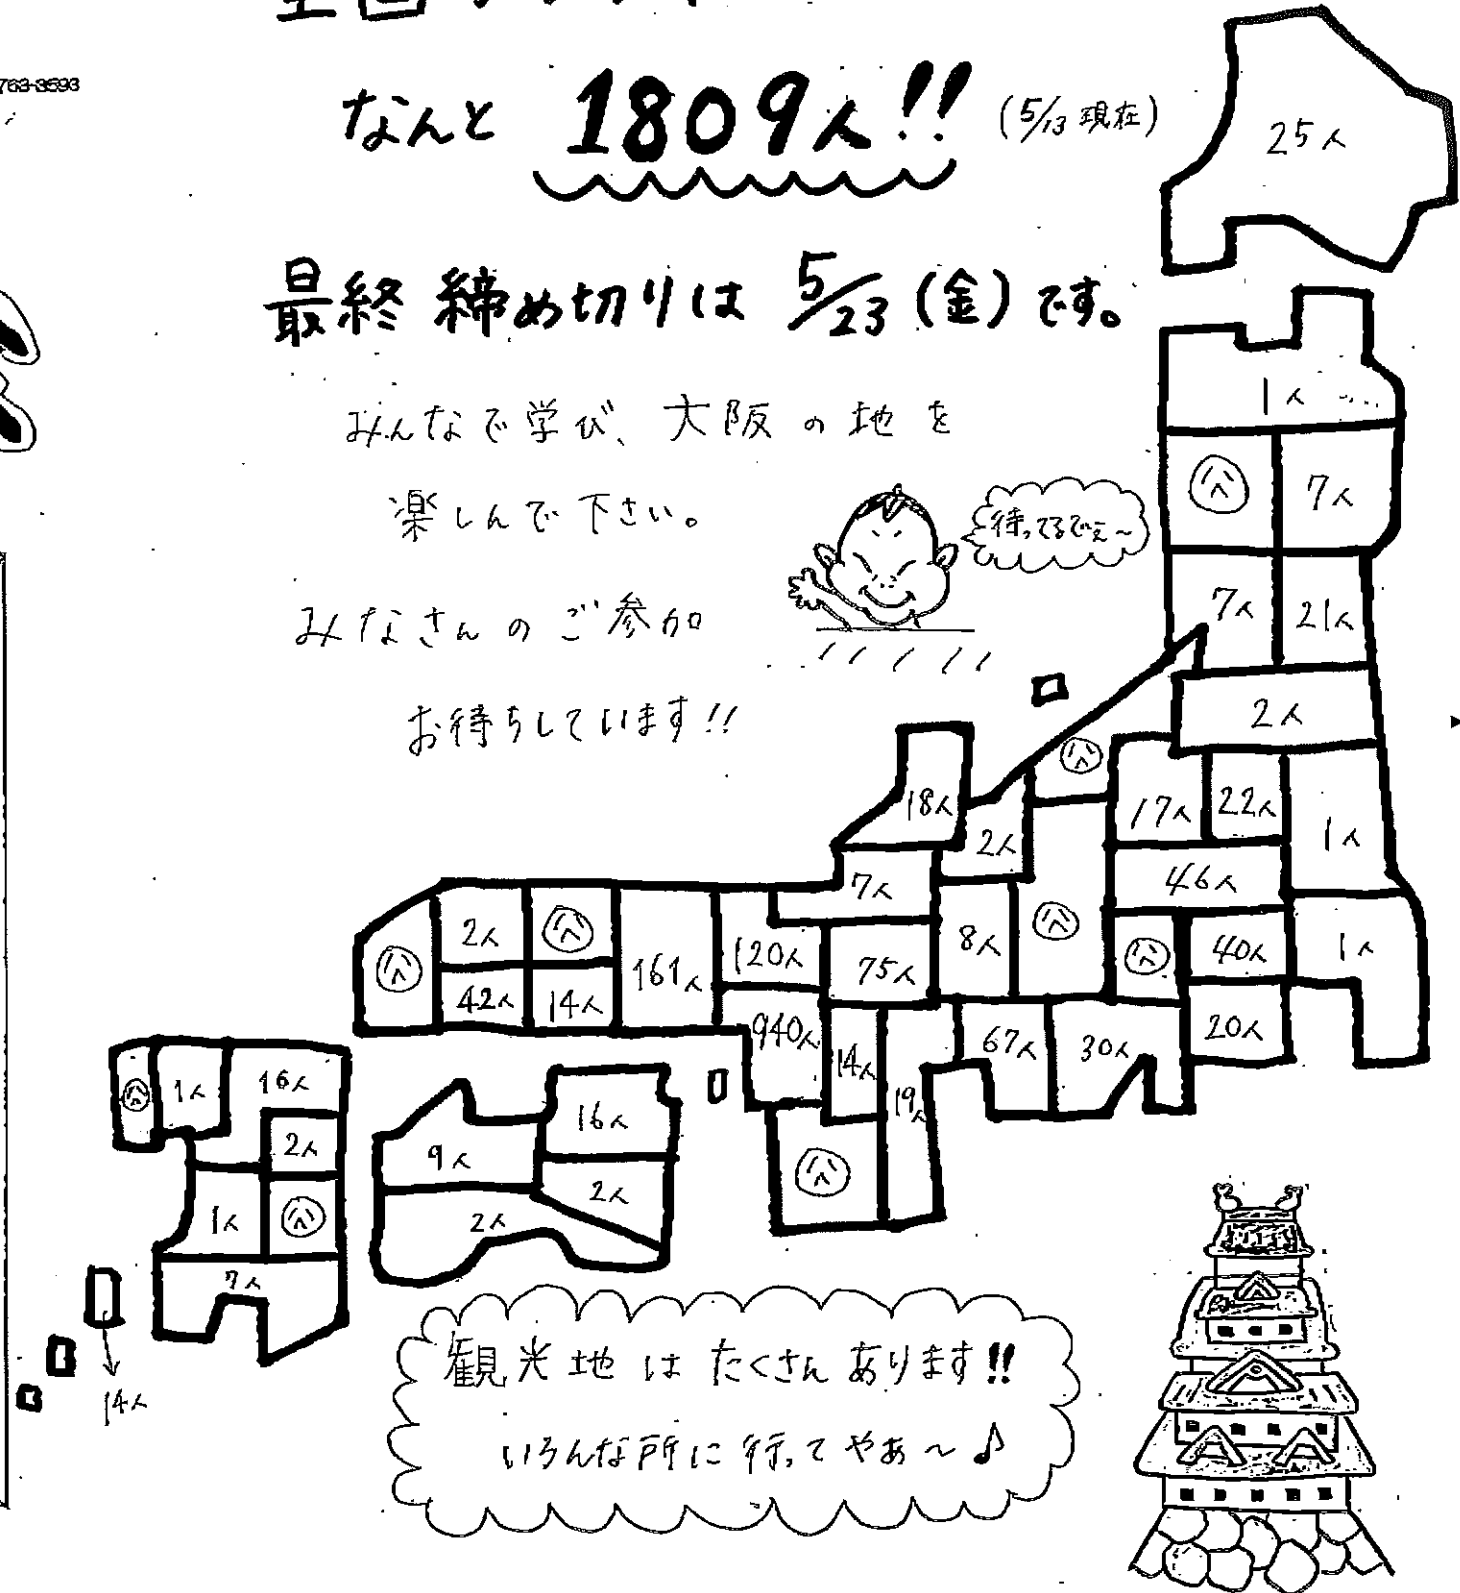 763-3593
なんと 1809人!! (5/13 現在)
最終 締め切りは 5/23 (金) です。
みんなで学び、大阪の地を
楽しんで下さい。
待ってるでぇ~
みなさんのご参加
お待ちしています!!
25人
1人
7人
7人
21人
2人
18人
2人
17人
22人
1人
7人
46人
2人
161人
120人
75人
8人
40人
1人
42人
14人
940人
14人
19人
67人
30人
20人
1人
16人
2人
1人
7人
14人
9人
16人
2人
2人
観光地はたくさんあります!!
いろんな所に行ってやぁ~♪